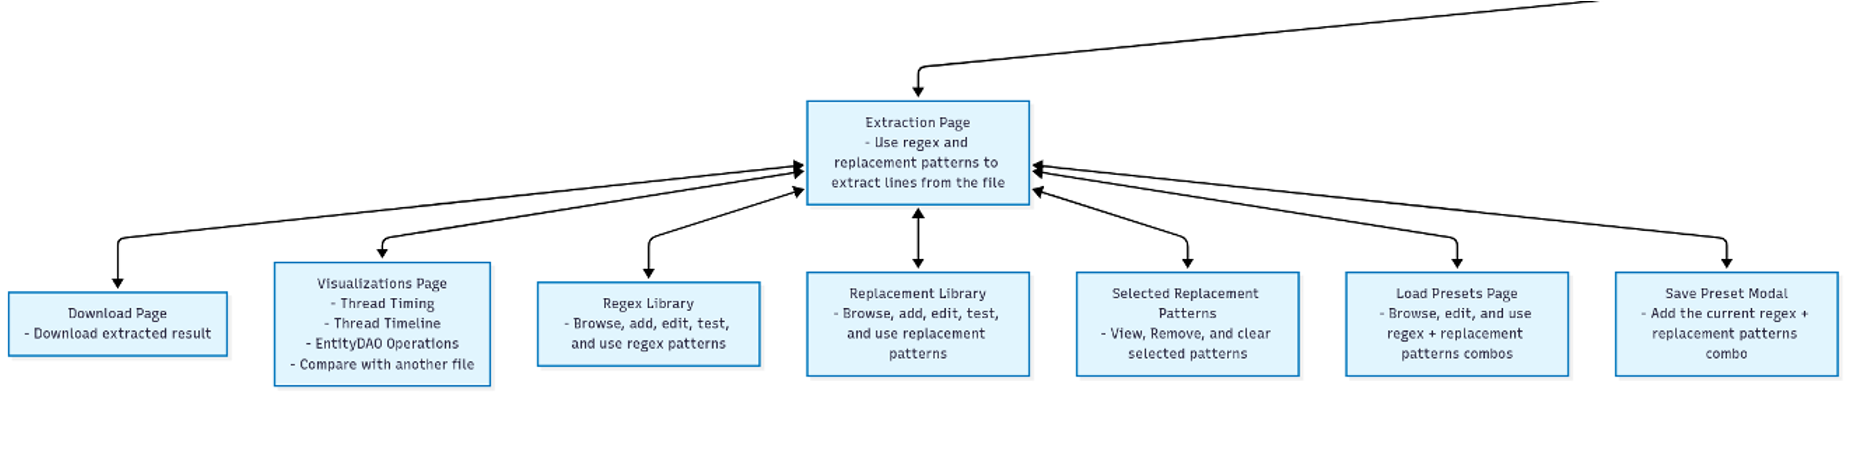 Extraction Page
- Use regex and
replacement patterns to
extract lines from the file
Download Page
- Download extracted result
Visualizations Page
- Thread Timing
- Thread Timeline
- EntityDAO Operations
- Compare with another file
Regex Library
- Browse, add, edit, test,
and use regex patterns
Replacement Library
- Browse, add, edit, test,
and use replacement
patterns
Selected Replacement
Patterns
- View, Remove, and clear
selected patterns
Load Presets Page
- Browse, edit, and use
regex + replacement
patterns combos
Save Preset Modal
- Add the current regex +
replacement patterns
combo